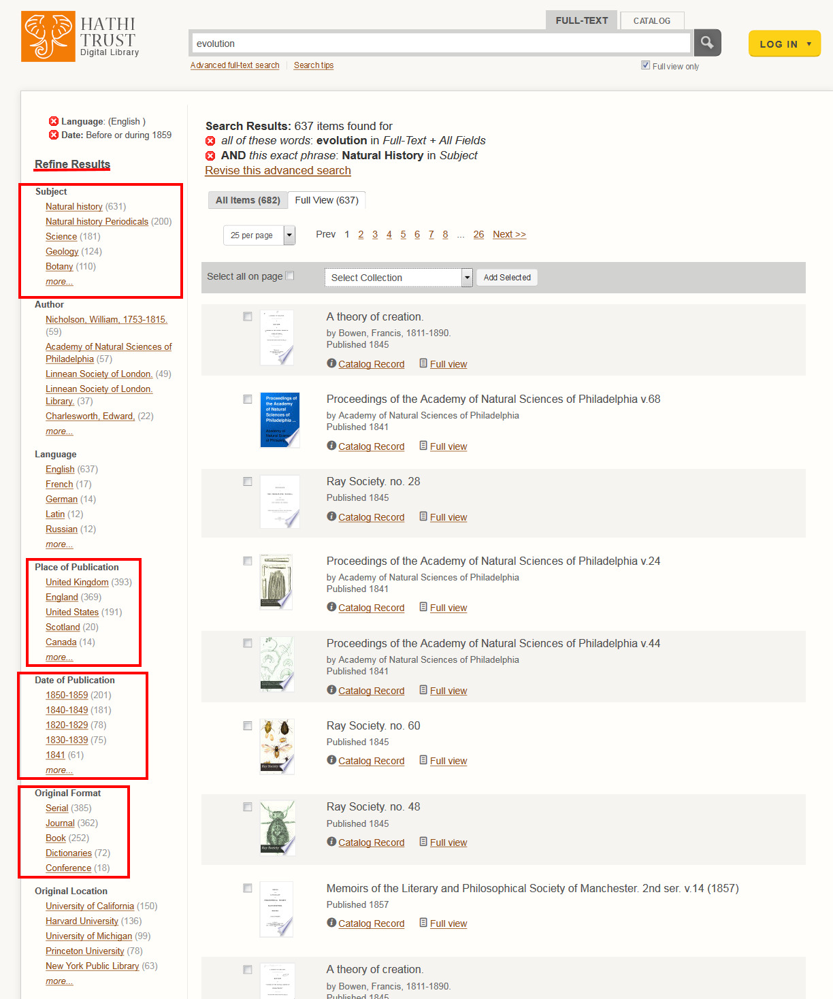 HATHI
TRUST
Digital Library
FULL-TEXT
CATALOG
evolution
LOG IN
Advanced full-text search
Search tips
Full view only
Language: (English )
Date: Before or during 1859
Refine Results
Subject
Natural history (631)
Natural history Periodicals (200)
Science (181)
Geology (124)
Botany (110)
more...
Author
Nicholson, William, 1753-1815.
(59)
Academy of Natural Sciences of
Philadelphia (57)
Linnean Society of London. (49)
Linnean Society of London.
Library. (37)
Charlesworth, Edward, (22)
more...
Language
English (637)
French (17)
German (14)
Latin (12)
Russian (12)
more...
Place of Publication
United Kingdom (393)
England (369)
United States (191)
Scotland (20)
Canada (14)
more...
Date of Publication
1850-1859 (201)
1840-1849 (181)
1820-1829 (78)
1830-1839 (75)
1841 (61)
more...
Original Format
Serial (385)
Journal (362)
Book (252)
Dictionaries (72)
Conference (18)
Original Location
University of California (150)
Harvard University (136)
University of Michigan (99)
Princeton University (78)
New York Public Library (63)
more...
Search Results: 637 items found for
all of these words: evolution in Full-Text + All Fields
AND this exact phrase: Natural History in Subject
Revise this advanced search
All Items (682)
Full View (637)
25 per page
Prev 1 2 3 4 5 6 7 8 ... 26 Next >>
Select all on page
Select Collection
Add Selected
A theory of creation.
by Bowen, Francis, 1811-1890.
Published 1845
Catalog Record Full view
Proceedings of
the Academy
of Natural
Sciences of
Philadelphia ...
Academy of
Proceedings of the Academy of Natural Sciences of Philadelphia v.68
by Academy of Natural Sciences of Philadelphia
Published 1841
Catalog Record Full view
Ray Society. no. 28
Published 1845
Catalog Record Full view
Proceedings of the Academy of Natural Sciences of Philadelphia v.24
by Academy of Natural Sciences of Philadelphia
Published 1841
Catalog Record Full view
Proceedings of the Academy of Natural Sciences of Philadelphia v.44
by Academy of Natural Sciences of Philadelphia
Published 1841
Catalog Record Full view
Ray Society
Ray Society. no. 60
Published 1845
Catalog Record Full view
Ray Society
Ray Society. no. 48
Published 1845
Catalog Record Full view
Memoirs of the Literary and Philosophical Society of Manchester. 2nd ser. v.14 (1857)
Published 1857
Catalog Record Full view
A theory of creation.
by Bowen, Francis, 1811-1890.
Published 1845